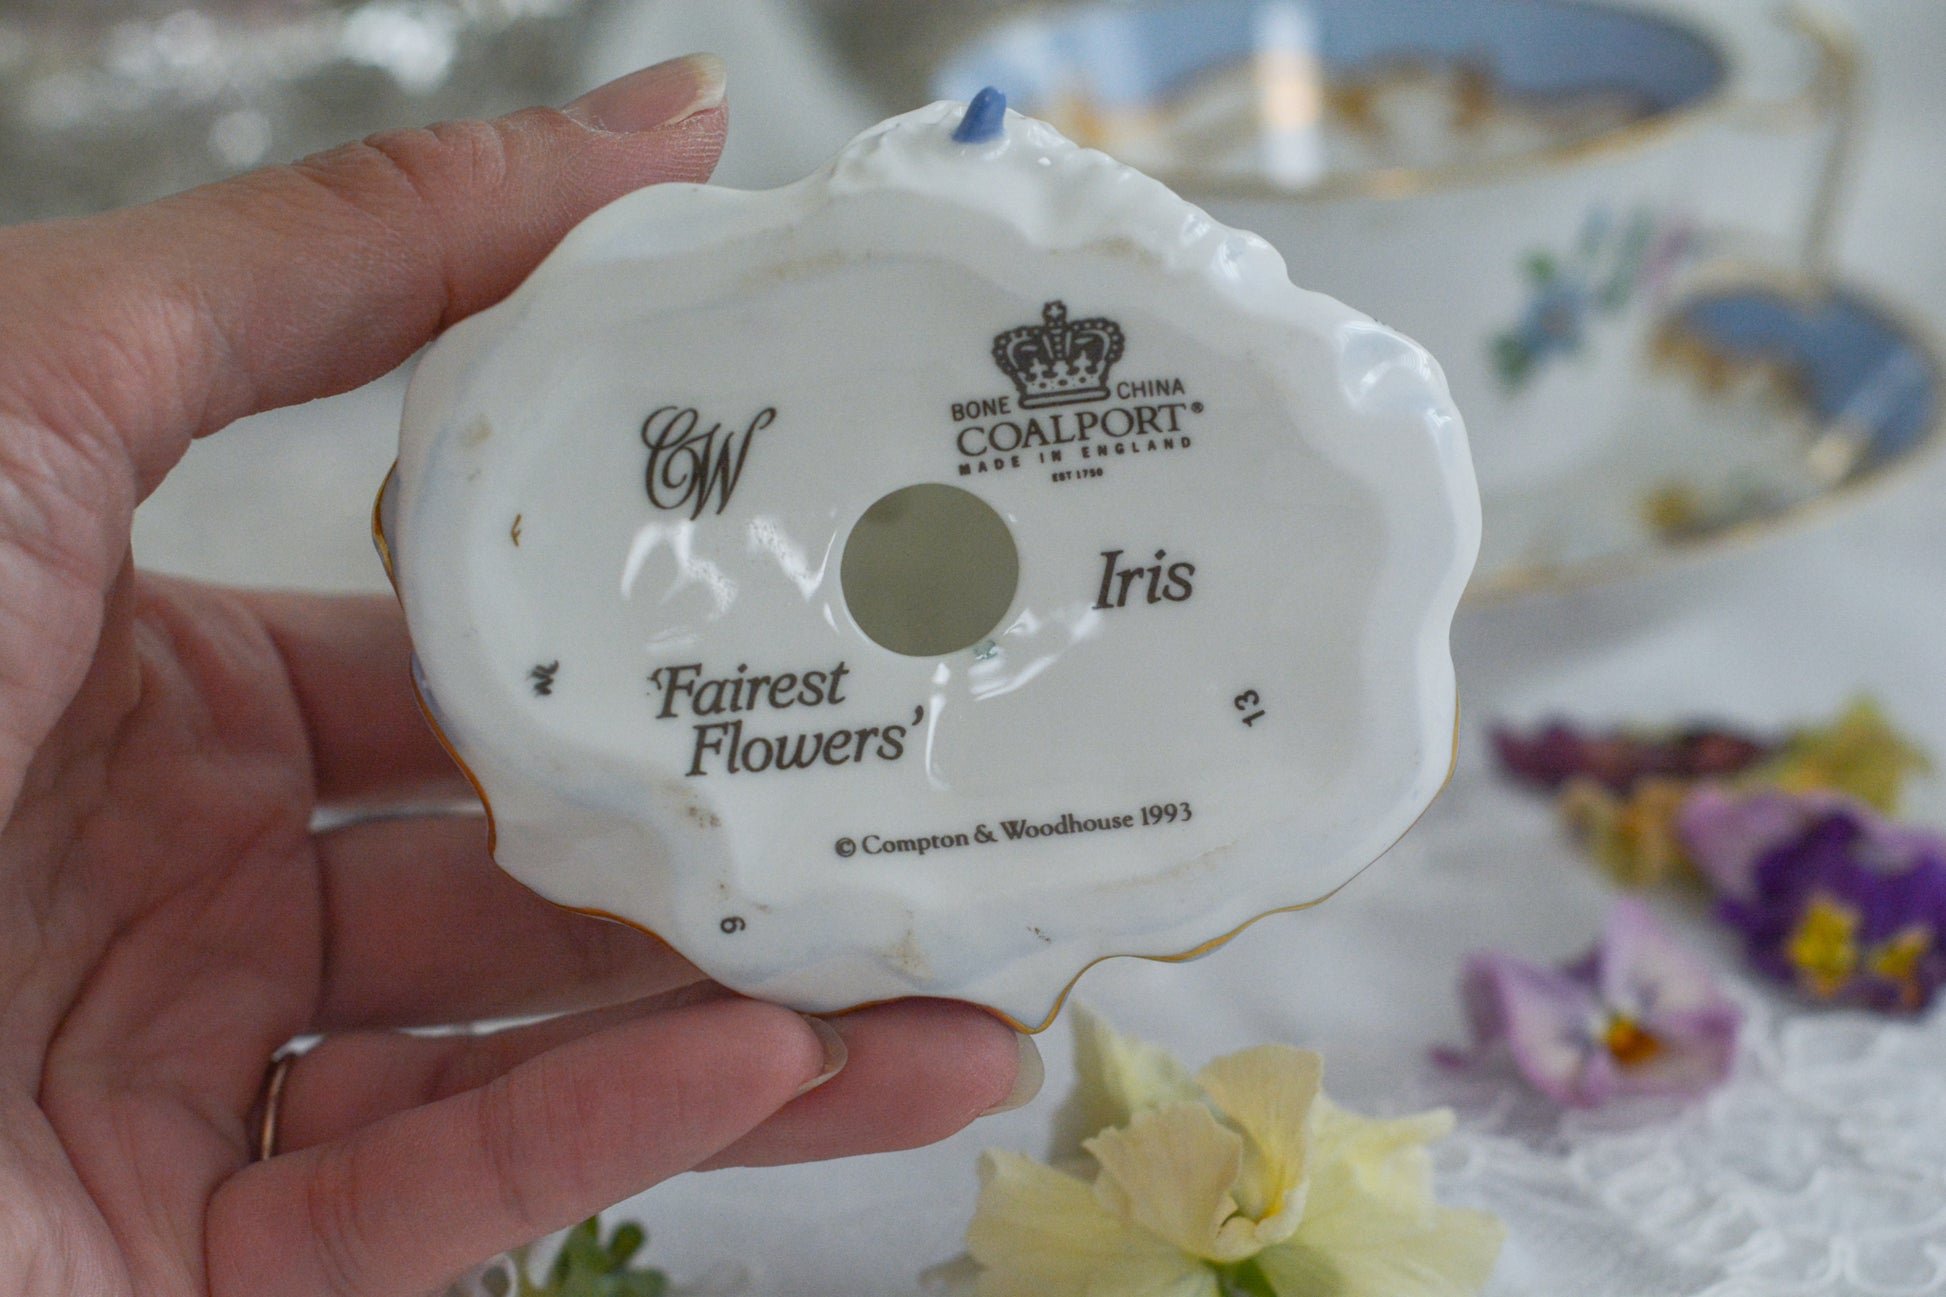 CW
BONE CHINA
COALPORT®
MADE IN ENGLAND
EST 1750
Iris
'Fairest
Flowers'
© Compton & Woodhouse 1993
13
9